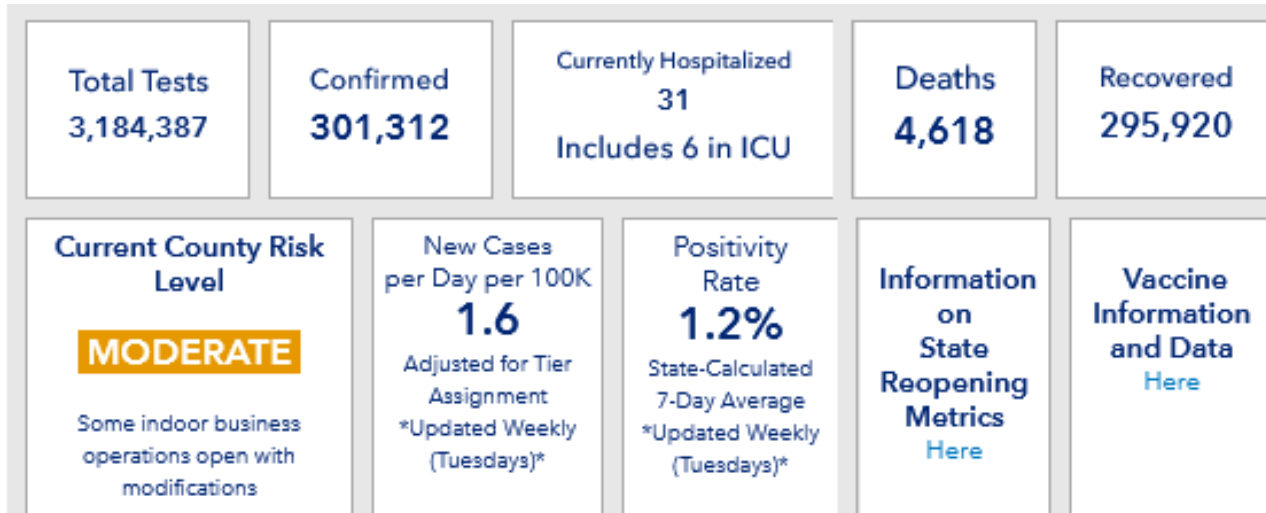 Total Tests
3,184,387
Confirmed
301,312
Currently Hospitalized
31
Includes 6 in ICU
Deaths
4,618
Recovered
295,920
Current County Risk
Level
MODERATE
Some indoor business
operations open with
modifications
New Cases
per Day per 100K
1.6
Adjusted for Tier
Assignment
*Updated Weekly
(Tuesdays)*
Positivity
Rate
1.2%
State-Calculated
7-Day Average
*Updated Weekly
(Tuesdays)*
Information
on
State
Reopening
Metrics
Here
Vaccine
Information
and Data
Here